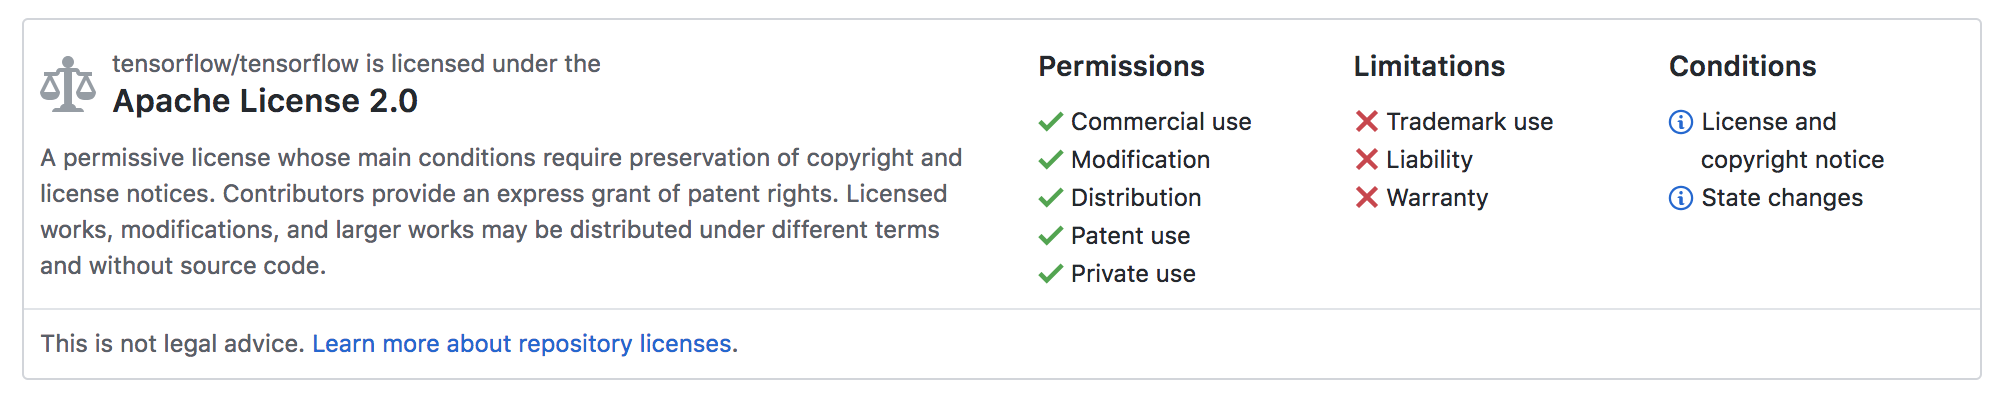 tensorflow/tensorflow is licensed under the
Apache License 2.0
A permissive license whose main conditions require preservation of copyright and
license notices. Contributors provide an express grant of patent rights. Licensed
works, modifications, and larger works may be distributed under different terms
and without source code.
Permissions
Commercial use
Modification
Distribution
Patent use
Private use
Limitations
Trademark use
Liability
Warranty
Conditions
License and
copyright notice
State changes
This is not legal advice. Learn more about repository licenses.